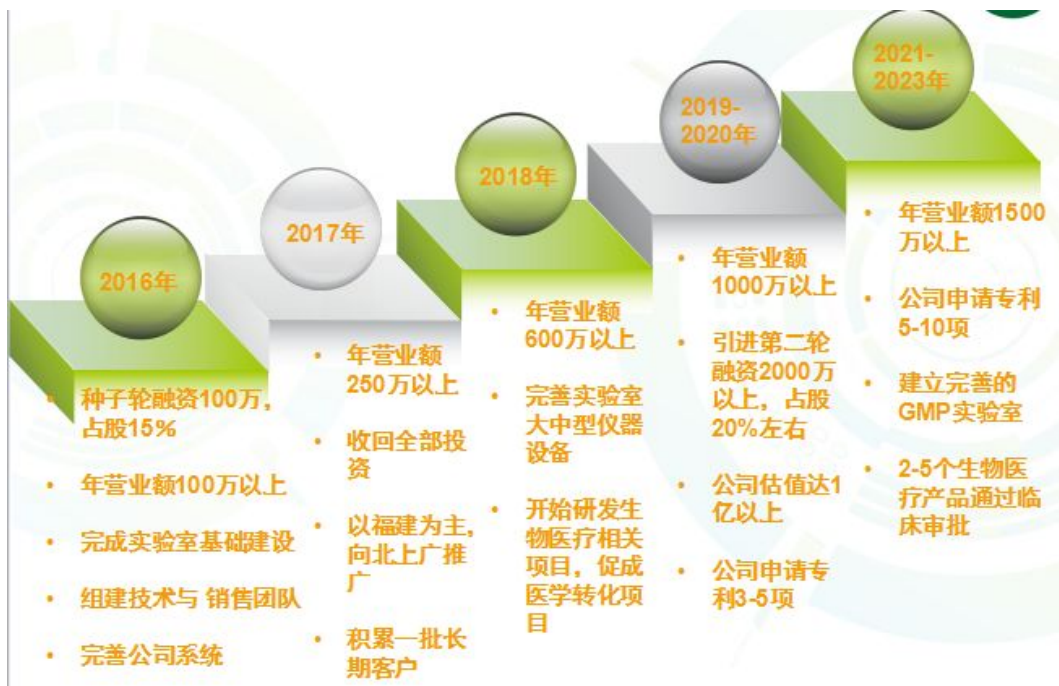 2016年
• 种子轮融资100万，
占股15%
• 年营业额100万以上
• 完成实验室基础建设
• 组建技术与 销售团队
• 完善公司系统
2017年
• 年营业额
250万以上
• 收回全部投
资
• 以福建为主，
向北上广推
广
• 积累一批长
期客户
2018年
• 年营业额
600万以上
• 完善实验室
大中型仪器
设备
• 开始研发生
物医疗相关
项目，促成
医学转化项
目
2019-
2020年
• 年营业额
1000万以上
• 引进第二轮
融资2000万
以上，占股
20%左右
• 公司估值达1
亿以上
• 公司申请专
利3-5项
2021-
2023年
• 年营业额1500
万以上
• 公司申请专利
5-10项
• 建立完善的
GMP实验室
• 2-5个生物医
疗产品通过临
床审批